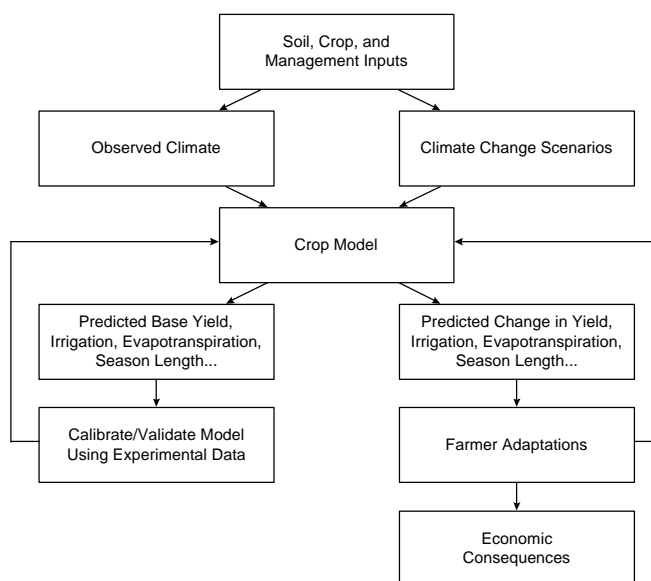 Soil, Crop, and
Management Inputs
Observed Climate
Climate Change Scenarios
Crop Model
Predicted Base Yield,
Irrigation, Evapotranspiration,
Season Length...
Predicted Change in Yield,
Irrigation, Evapotranspiration,
Season Length...
Calibrate/Validate Model
Using Experimental Data
Farmer Adaptations
Economic
Consequences